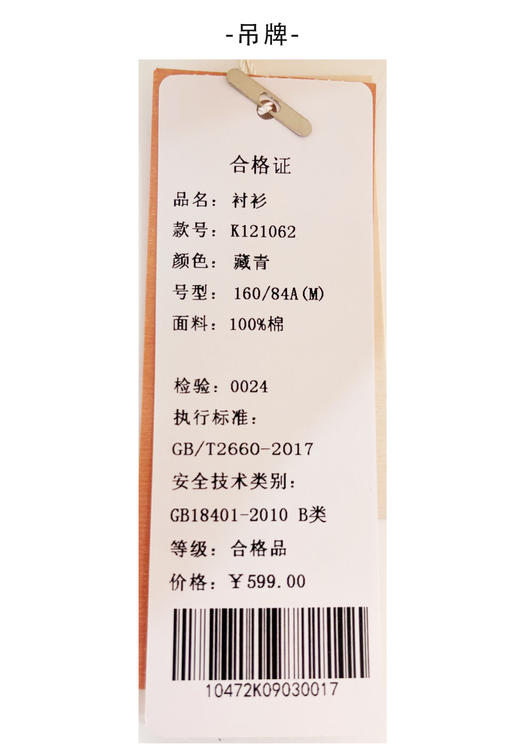 -吊牌-
合格证
品名：衬衫
款号：K121062
颜色：藏青
号型：160/84A(M)
面料：100%棉
检验：0024
执行标准：
GB/T2660-2017
安全技术类别：
GB18401-2010 B类
等级：合格品
价格：￥599.00
10472K09030017